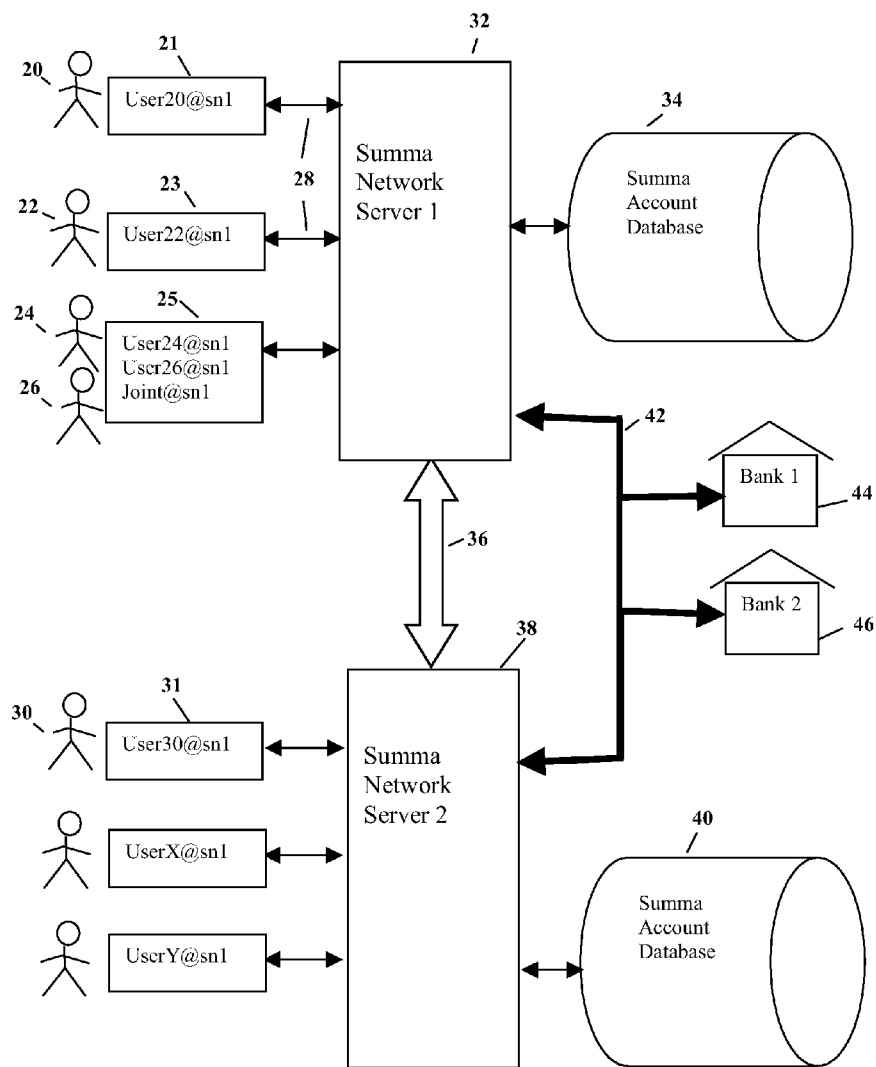 32
21
20
User20@sn1
34
28
Summa
Network
Server 1
23
22
User22@sn1
Summa
Account
Database
25
24
User24@sn1
User26@sn1
Joint@sn1
26
42
Bank 1
44
36
Bank 2
46
38
31
30
User30@sn1
Summa
Network
Server 2
UserX@sn1
40
UserY@sn1
Summa
Account
Database